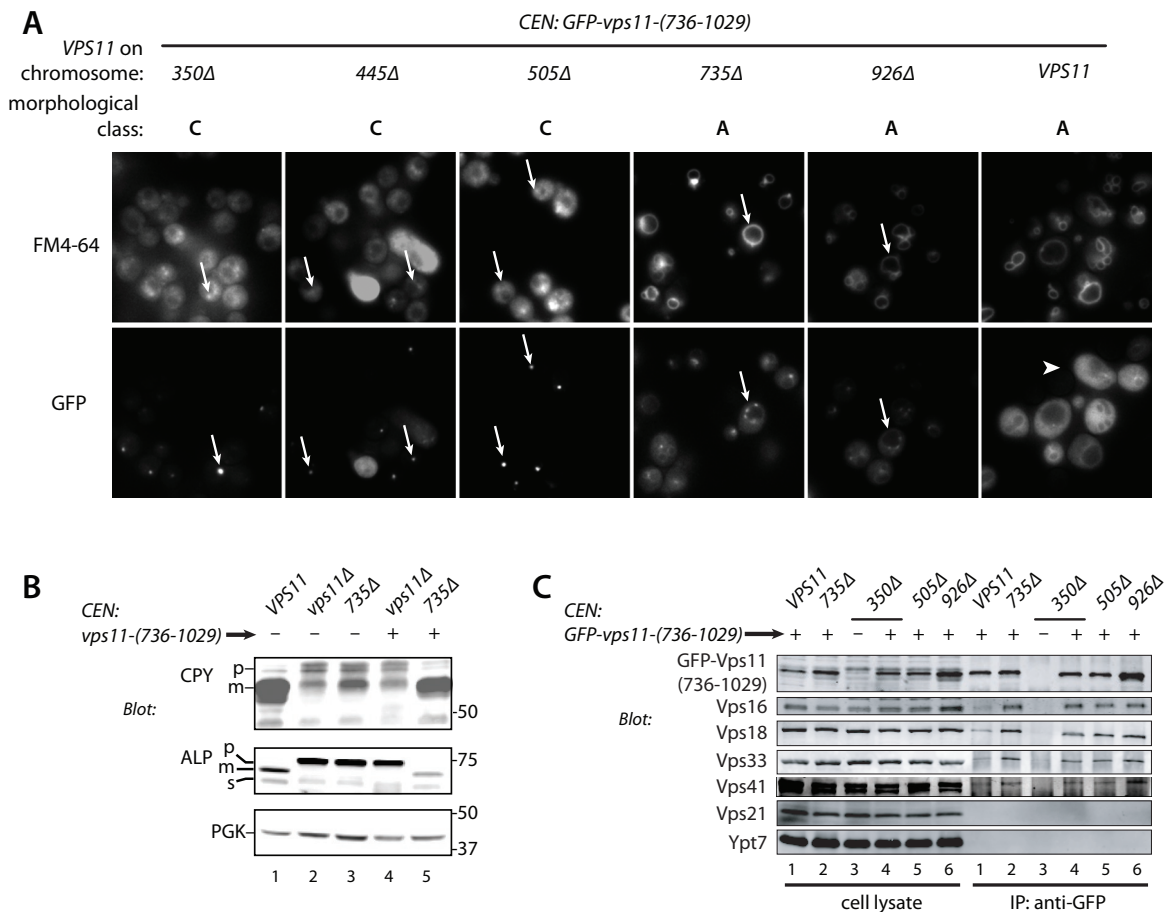 A
CEN: GFP-vps11-(736-1029)
VPS11 on
chromosome: 350Δ 445Δ 505Δ 735Δ 926Δ VPS11
morphological
class: C C C A A A
FM4-64
GFP
B
CEN: VPS11 vps11Δ 735Δ vps11Δ 735Δ
vps11-(736-1029) – – – + +
Blot:
CPY p
m
-50
ALP p
m
s
-75
PGK-
-50
-37
1 2 3 4 5
C
CEN: VPS11 735Δ 350Δ 505Δ 926Δ VPS11 735Δ 350Δ 505Δ 926Δ
GFP-vps11-(736-1029) + + – + + + + + – + + +
Blot:
GFP-Vps11
(736-1029)
Vps16
Vps18
Vps33
Vps41
Vps21
Ypt7
1 2 3 4 5 6 1 2 3 4 5 6
cell lysate IP: anti-GFP